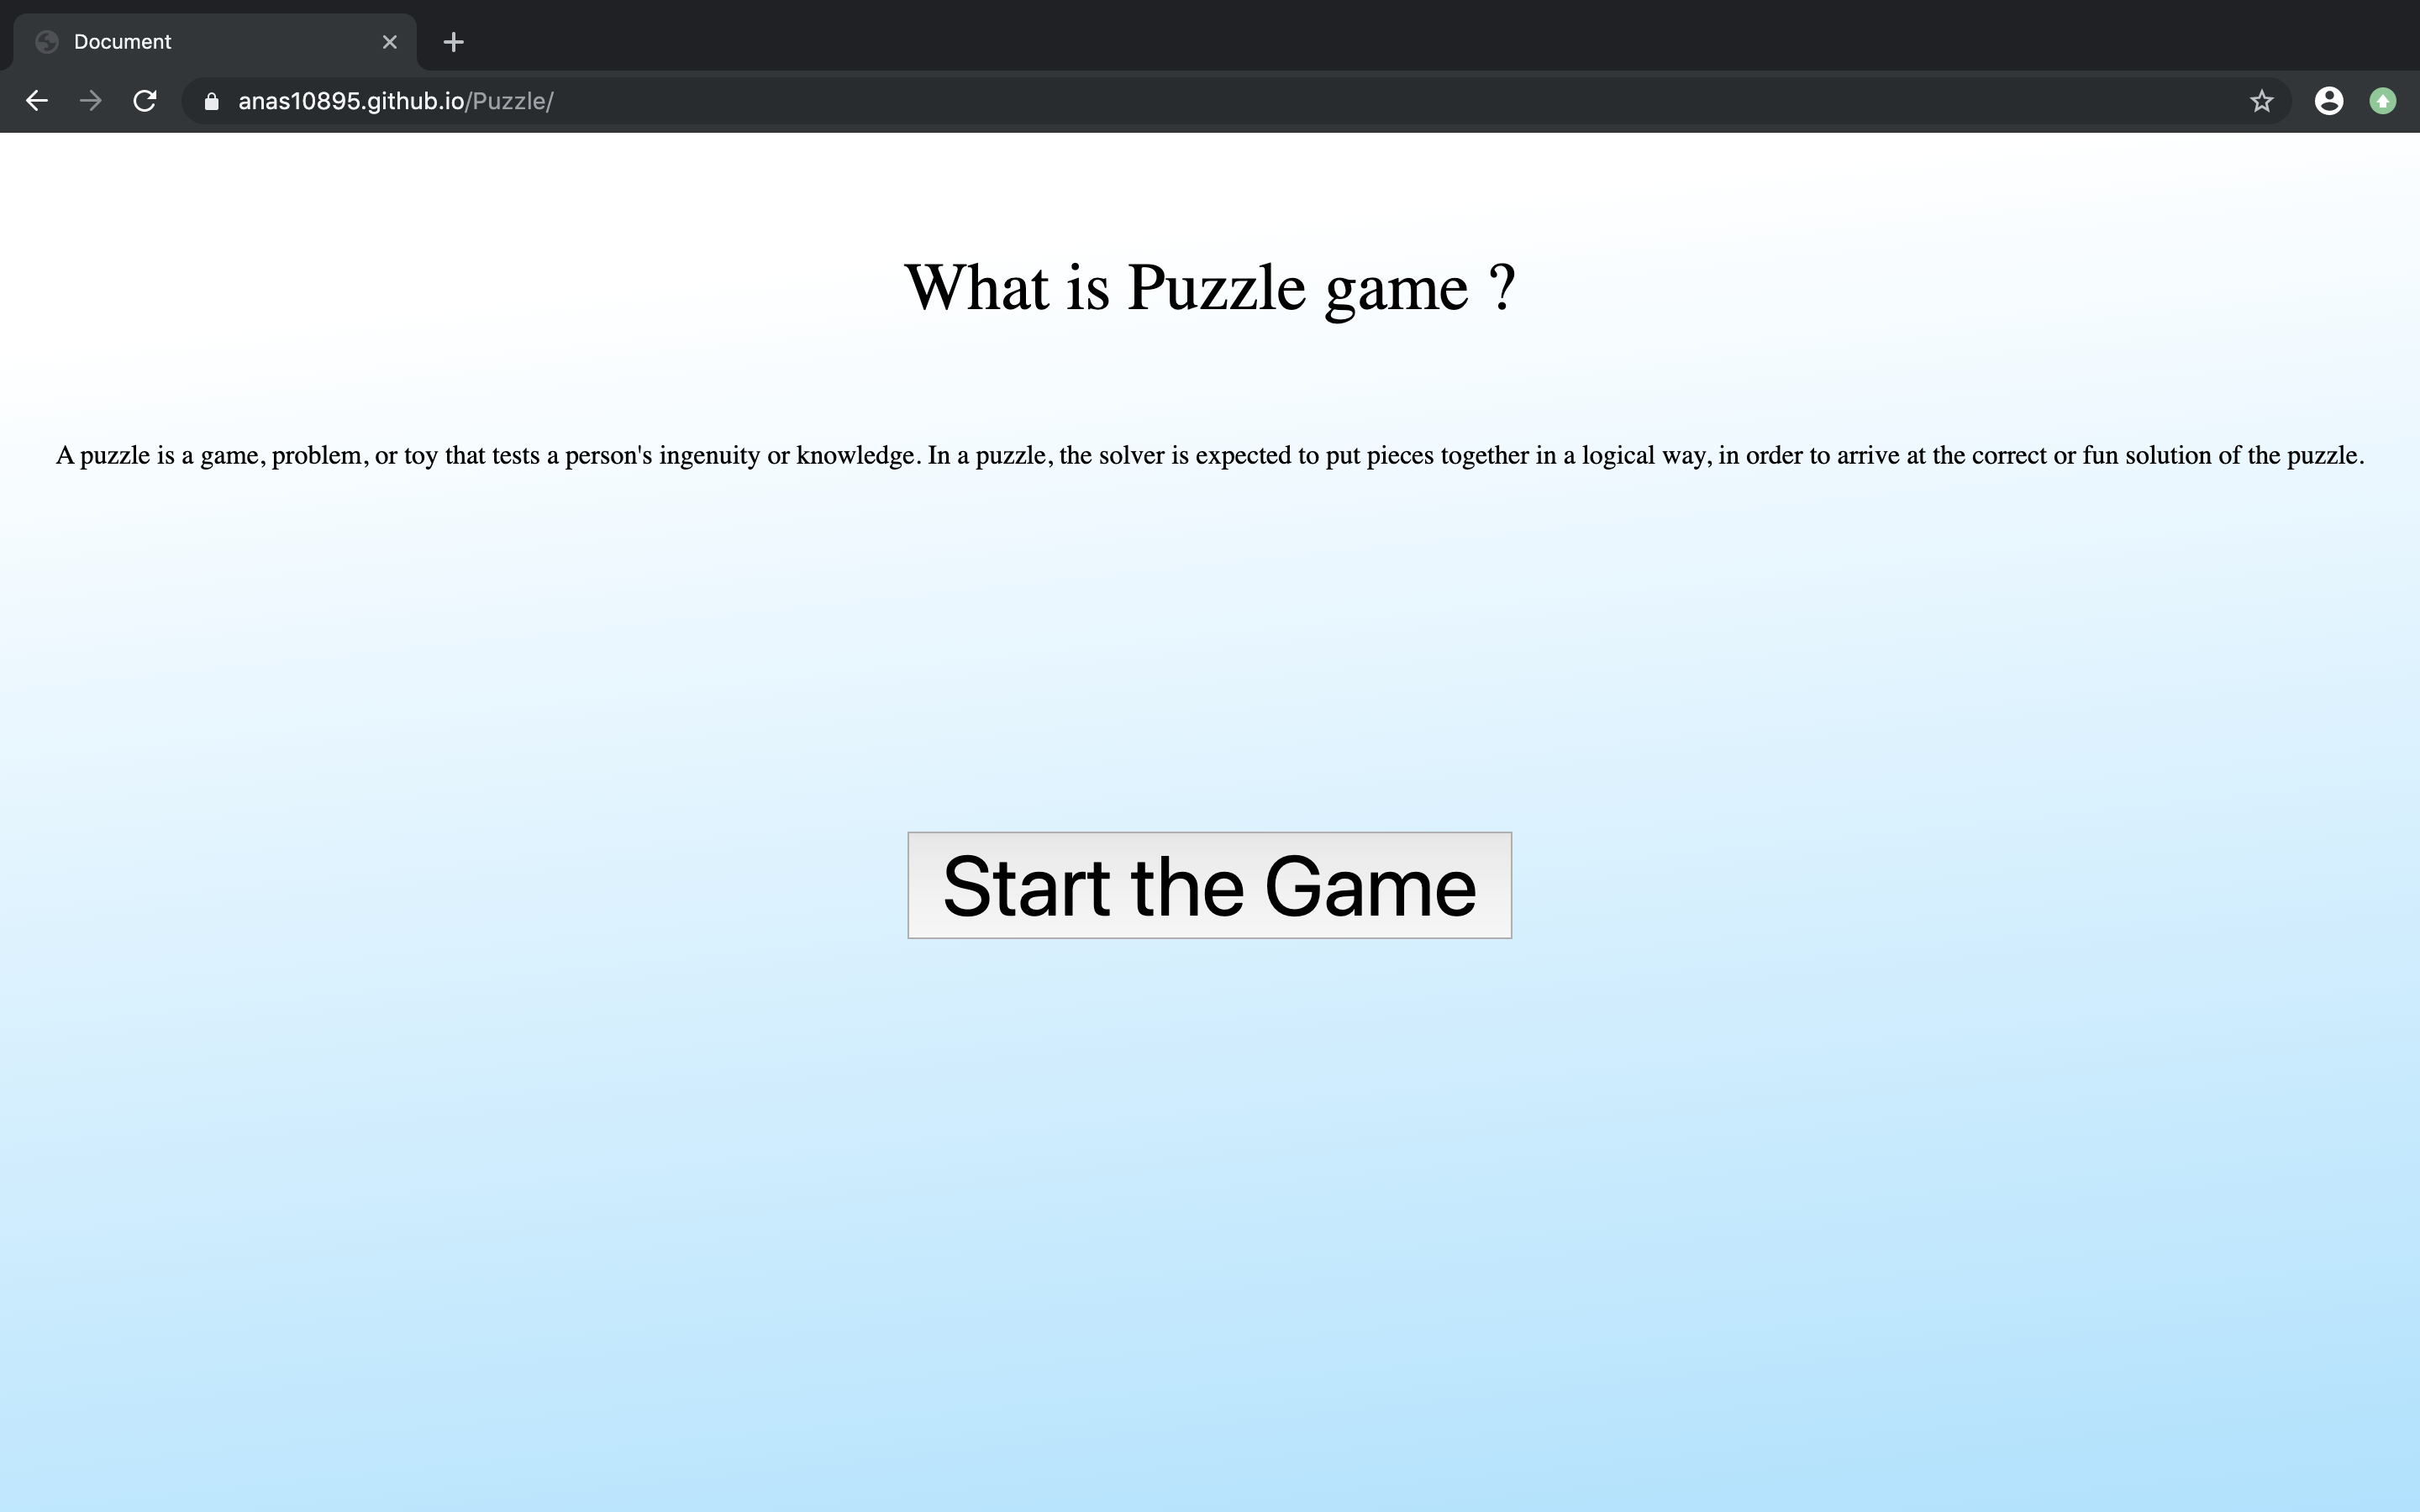 Document
anas10895.github.io/Puzzle/
What is Puzzle game ?
A puzzle is a game, problem, or toy that tests a person's ingenuity or knowledge. In a puzzle, the solver is expected to put pieces together in a logical way, in order to arrive at the correct or fun solution of the puzzle.
Start the Game